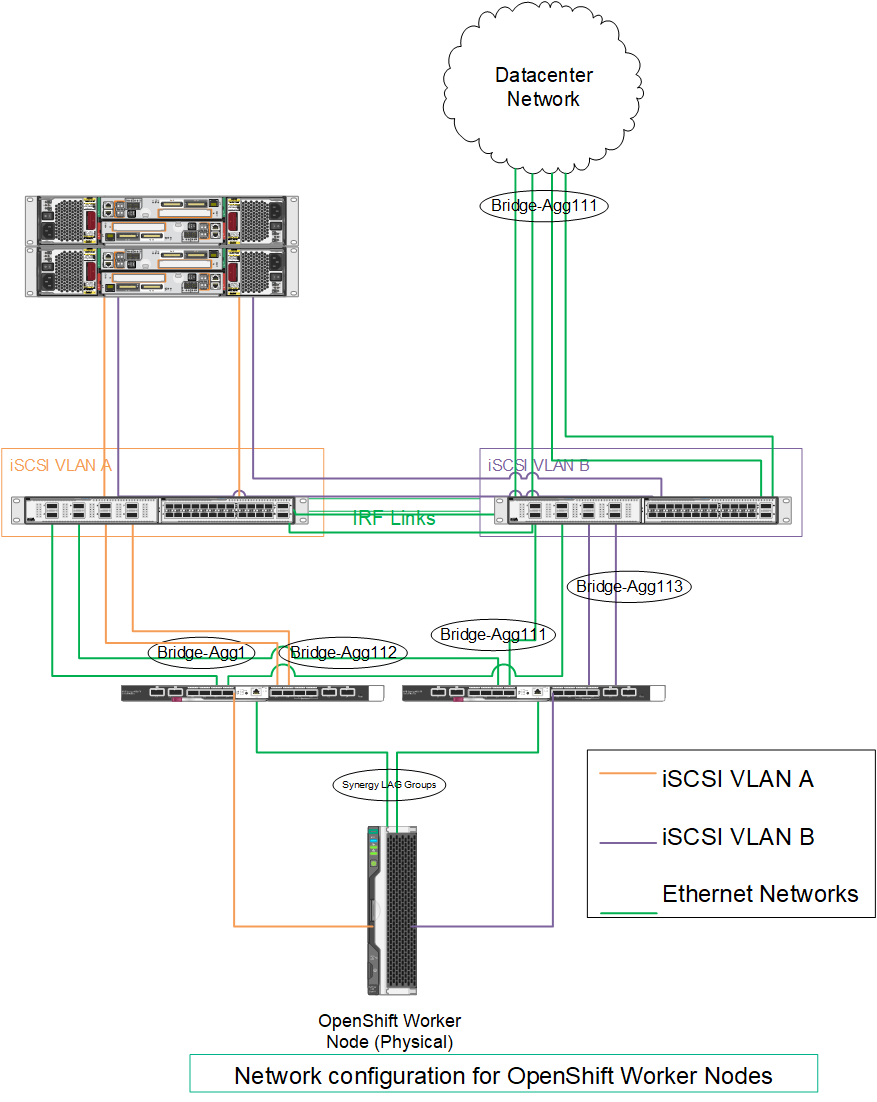 Datacenter
Network
Bridge-Agg111
iSCSI VLAN A
iSCSI VLAN B
IRF Links
Bridge-Agg113
Bridge-Agg111
Bridge-Agg1
Bridge-Agg112
Synergy LAG Groups
iSCSI VLAN A
iSCSI VLAN B
Ethernet Networks
OpenShift Worker
Node (Physical)
Network configuration for OpenShift Worker Nodes